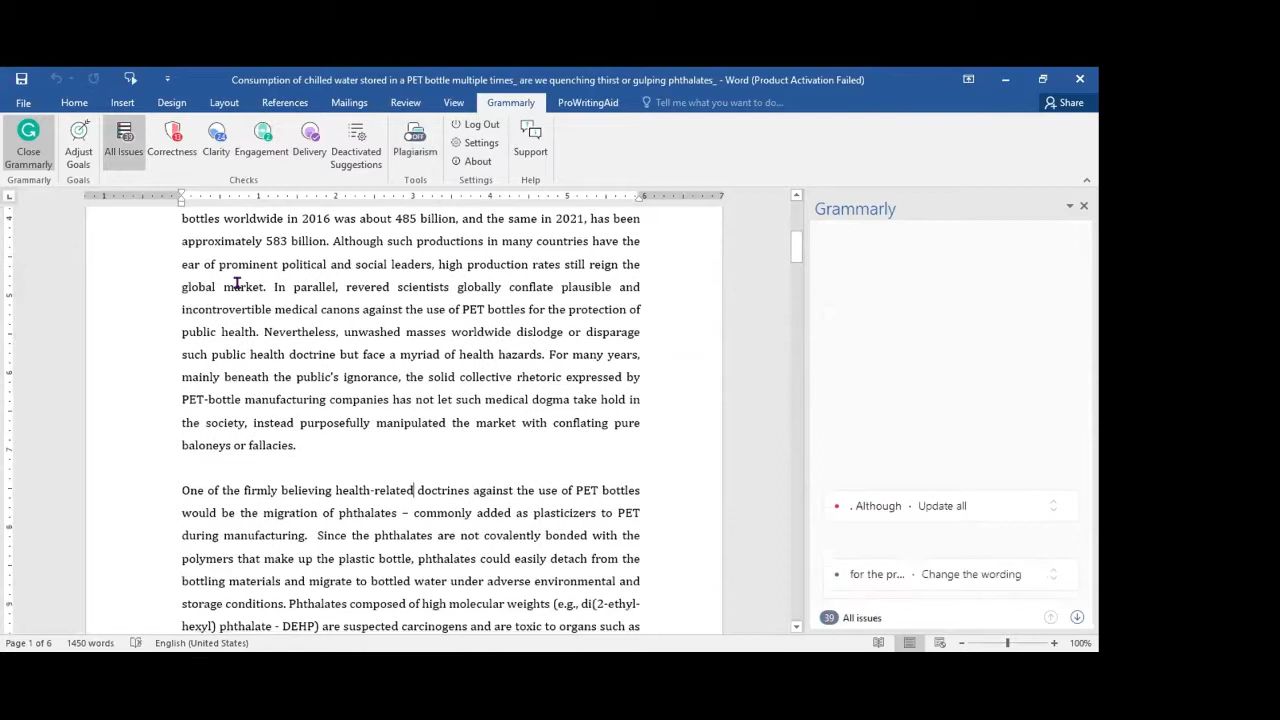 Consumption of chilled water stored in a PET bottle multiple times_ are we quenching thirst or gulping phthalates_ - Word (Product Activation Failed)
File Home Insert Design Layout References Mailings Review View Grammarly ProWritingAid Tell me what you want to do... Share
Close Grammarly
Adjust Goals
All Issues
Correctness
Clarity
Engagement
Delivery
Deactivated Suggestions
OFF
Plagiarism
Log Out
Settings
About
Support
Grammarly Goals Checks Tools Settings Help
1 1 2 3 4 5 6 7
Grammarly
bottles worldwide in 2016 was about 485 billion, and the same in 2021, has been
approximately 583 billion. Although such productions in many countries have the
ear of prominent political and social leaders, high production rates still reign the
global market. In parallel, revered scientists globally conflate plausible and
incontrovertible medical canons against the use of PET bottles for the protection of
public health. Nevertheless, unwashed masses worldwide dislodge or disparage
such public health doctrine but face a myriad of health hazards. For many years,
mainly beneath the public's ignorance, the solid collective rhetoric expressed by
PET-bottle manufacturing companies has not let such medical dogma take hold in
the society, instead purposefully manipulated the market with conflating pure
baloneys or fallacies.
One of the firmly believing health-related doctrines against the use of PET bottles
would be the migration of phthalates – commonly added as plasticizers to PET
during manufacturing. Since the phthalates are not covalently bonded with the
polymers that make up the plastic bottle, phthalates could easily detach from the
bottling materials and migrate to bottled water under adverse environmental and
storage conditions. Phthalates composed of high molecular weights (e.g., di(2-ethyl-
hexyl) phthalate - DEHP) are suspected carcinogens and are toxic to organs such as
. Although · Update all
for the pr... · Change the wording
39 All issues
Page 1 of 6 1450 words English (United States) 100%